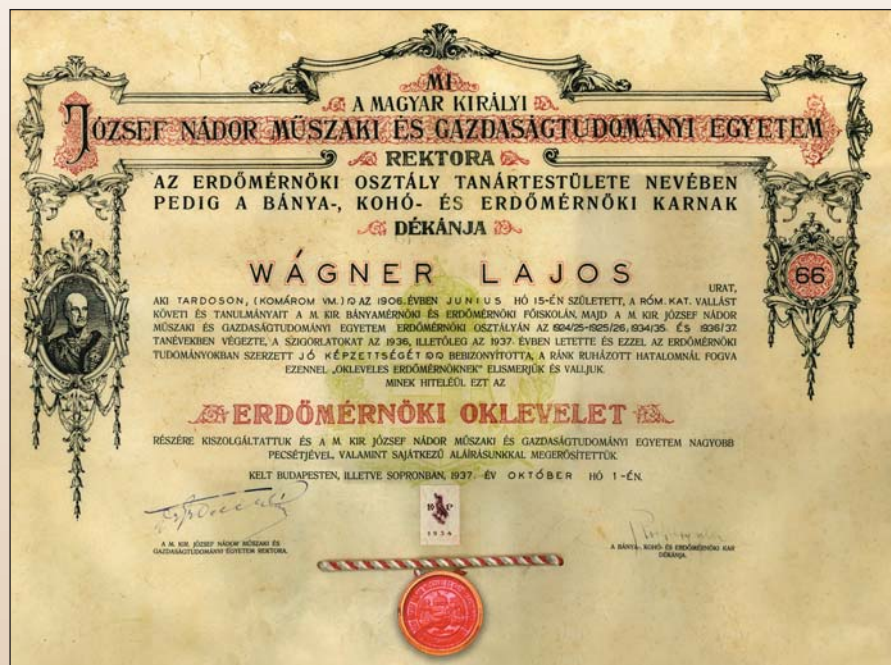 MI
A MAGYAR KIRÁLYI
JÓZSEF NÁDOR MŰSZAKI ÉS GAZDASÁGTUDOMÁNYI EGYETEM
REKTORA
AZ ERDŐMÉRNÖKI OSZTÁLY TANÁRTESTÜLETE NEVÉBEN
PEDIG A BÁNYA-, KOHÓ- ÉS ERDŐMÉRNÖKI KARNAK
DÉKÁNJA
WÁGNER LAJOS
URAT,
66
AKI TARDOSON, (KOMÁROM VM.) AZ 1906. ÉVBEN JUNIUS HÓ 15-ÉN SZÜLETETT, A RÓM. KAT. VALLÁST
KÖVETI ÉS TANULMÁNYAIT A M. KIR BÁNYAMÉRNÖKI ÉS ERDŐMÉRNÖKI FŐISKOLÁN, MAJD A M. KIR JÓZSEF NÁDOR
MŰSZAKI ÉS GAZDASÁGTUDOMÁNYI EGYETEM ERDŐMÉRNÖKI OSZTÁLYÁN AZ 1924/25-1925/26, 1934/35. ÉS 1936/37.
TANÉVEKBEN VÉGEZTE, A SZIGORLATOKAT AZ 1936, ILLETŐLEG AZ 1937. ÉVBEN LETETTE ÉS EZZEL AZ ERDŐMÉRNÖKI
TUDOMÁNYOKBAN SZERZETT JÓ KÉPZETTSÉGÉT BEBIZONYÍTOTTA, A RÁNK RUHÁZOTT HATALOMNÁL FOGVA
EZENNEL „OKLEVELES ERDŐMÉRNÖKNEK” ELISMERJÜK ÉS VALLJUK.
MINEK HITELÉÜL EZT AZ
ERDŐMÉRNÖKI OKLEVELET
RÉSZÉRE KISZOLGÁLTATTUK ÉS A M. KIR. JÓZSEF NÁDOR MŰSZAKI ÉS GAZDASÁGTUDOMÁNYI EGYETEM NAGYOBB
PECSÉTJÉVEL, VALAMINT SAJÁTKEZŰ ALÁÍRÁSUNKKAL MEGERŐSÍTETTÜK.
KELT BUDAPESTEN, ILLETVE SOPRONBAN, 1937. ÉV OKTÓBER HÓ 1-ÉN.
E P
1934
A M. KIR. JÓZSEF NÁDOR MŰSZAKI ÉS
GAZDASÁGTUDOMÁNYI EGYETEM REKTORA.
A BÁNYA-, KOHÓ- ÉS ERDŐMÉRNÖKI KAR
DÉKÁNJA.